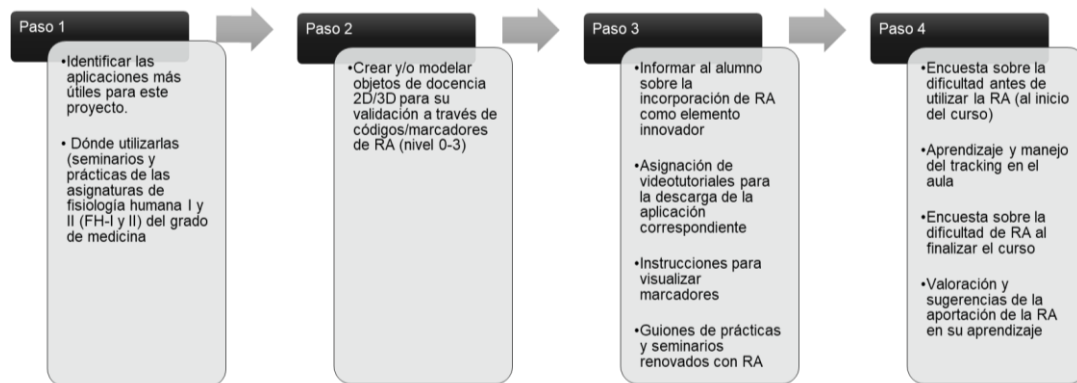 Paso 1
•Identificar las
aplicaciones más
útiles para este
proyecto.
• Dónde utilizarlas
(seminarios y
prácticas de las
asignaturas de
fisiología humana I y
II (FH-I y II) del grado
de medicina
Paso 2
•Crear y/o modelar
objetos de docencia
2D/3D para su
validación a través de
códigos/marcadores
de RA (nivel 0-3)
Paso 3
•Informar al alumno
sobre la
incorporación de RA
como elemento
innovador
•Asignación de
videotutoriales para
la descarga de la
aplicación
correspondiente
•Instrucciones para
visualizar
marcadores
•Guiones de prácticas
y seminarios
renovados con RA
Paso 4
•Encuesta sobre la
dificultad antes de
utilizar la RA (al inicio
del curso)
•Aprendizaje y manejo
del tracking en el
aula
•Encuesta sobre la
dificultad de RA al
finalizar el curso
•Valoración y
sugerencias de la
aportación de la RA
en su aprendizaje